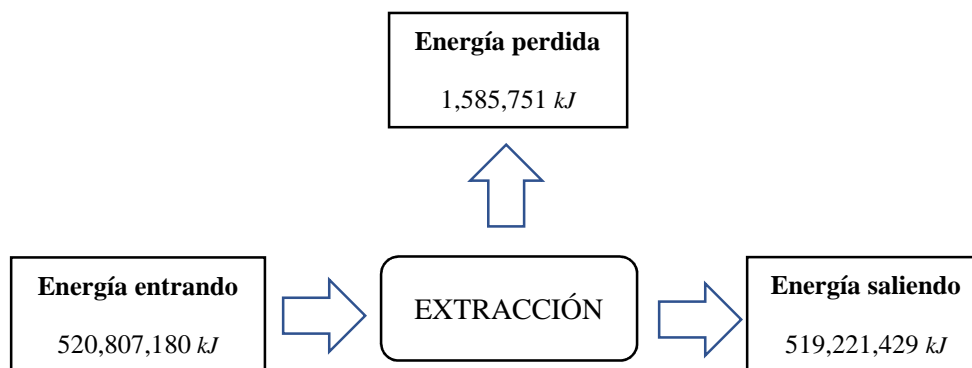 Energía perdida
1,585,751 kJ
Energía entrando
520,807,180 kJ
EXTRACCIÓN
Energía saliendo
519,221,429 kJ